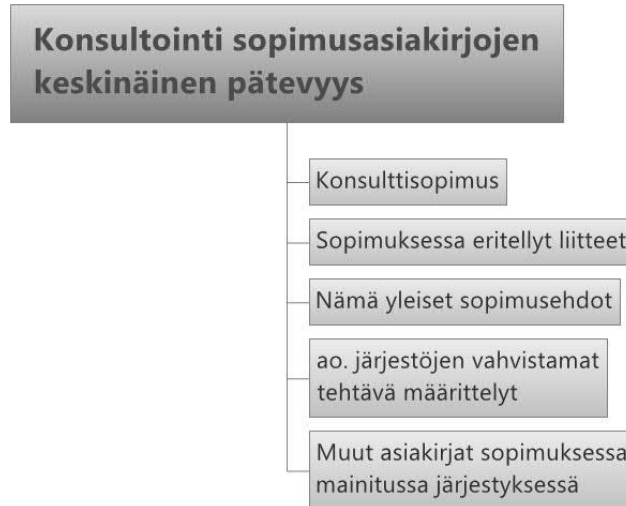 Konsultointi sopimusasiakirjojen
keskinäinen pätevyys
Konsulttisopimus
Sopimuksessa eritellyt liitteet
Nämä yleiset sopimusehdot
ao. järjestöjen vahvistamat
tehtävä määrittelyt
Muut asiakirjat sopimuksessa
mainitussa järjestyksessä